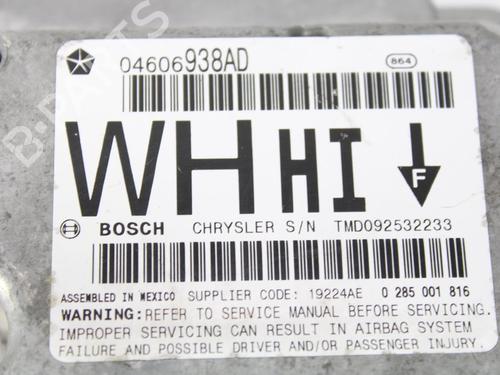 04606938AD 864
WH HI F
BOSCH CHRYSLER S/N TMD092532233
ASSEMBLED IN MEXICO SUPPLIER CODE: 19224AE 0 285 001 816
WARNING: REFER TO SERVICE MANUAL BEFORE SERVICING.
IMPROPER SERVICING CAN RESULT IN AIRBAG SYSTEM
FAILURE AND POSSIBLE DRIVER AND/OR PASSENGER INJURY.
B-PARTS